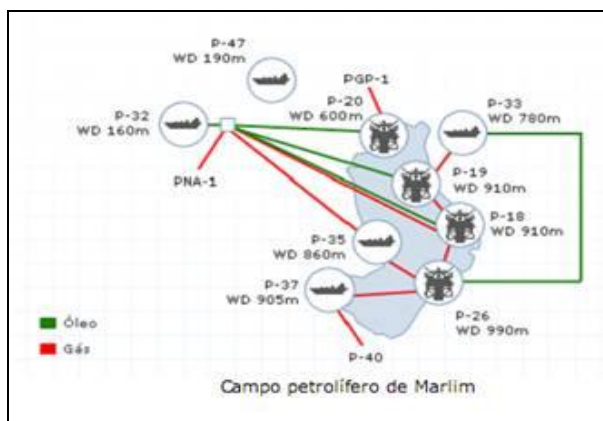 P-47
WD 190m
PGP-1
P-20
WD 600m
P-33
WD 780m
P-32
WD 160m
PNA-1
P-19
WD 910m
P-18
WD 910m
P-35
WD 860m
P-37
WD 905m
P-26
WD 990m
P-40
Óleo
Gás
Campo petrolífero de Marlim